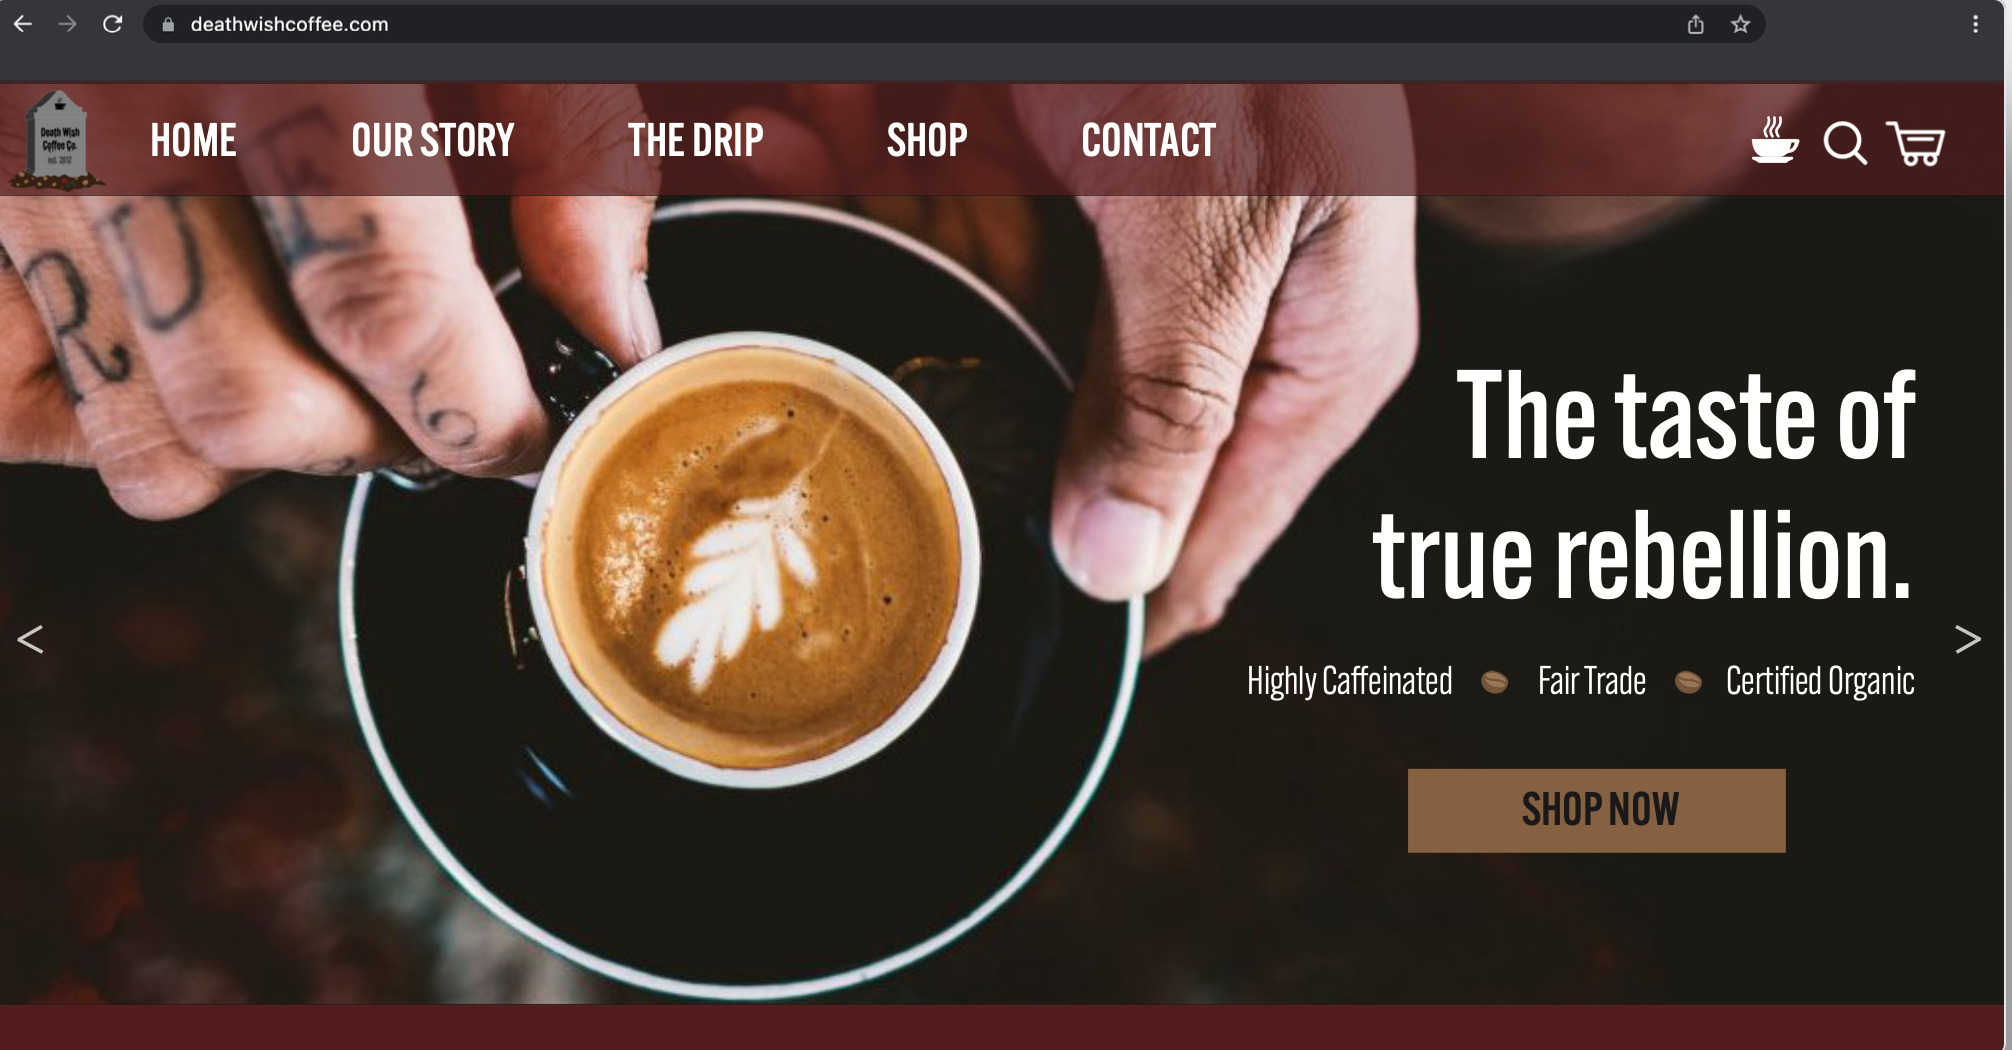 deathwishcoffee.com
Death Wish
Coffee Co.
est. 2012
HOME OUR STORY THE DRIP SHOP CONTACT
The taste of
true rebellion.
< >
Highly Caffeinated Fair Trade Certified Organic
SHOP NOW